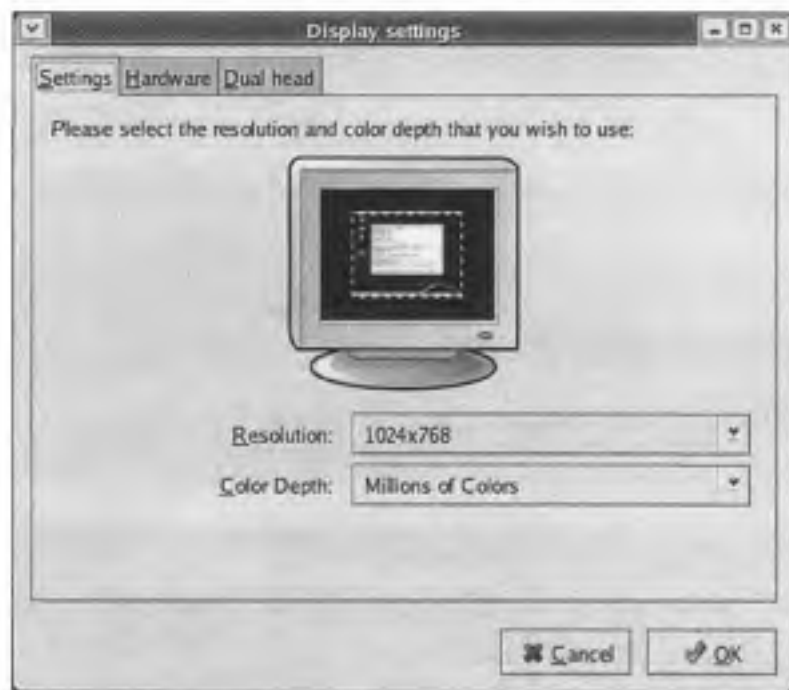 Display settings
Settings Hardware Dual head
Please select the resolution and color depth that you wish to use:
Resolution: 1024x768
Color Depth: Millions of Colors
Cancel OK